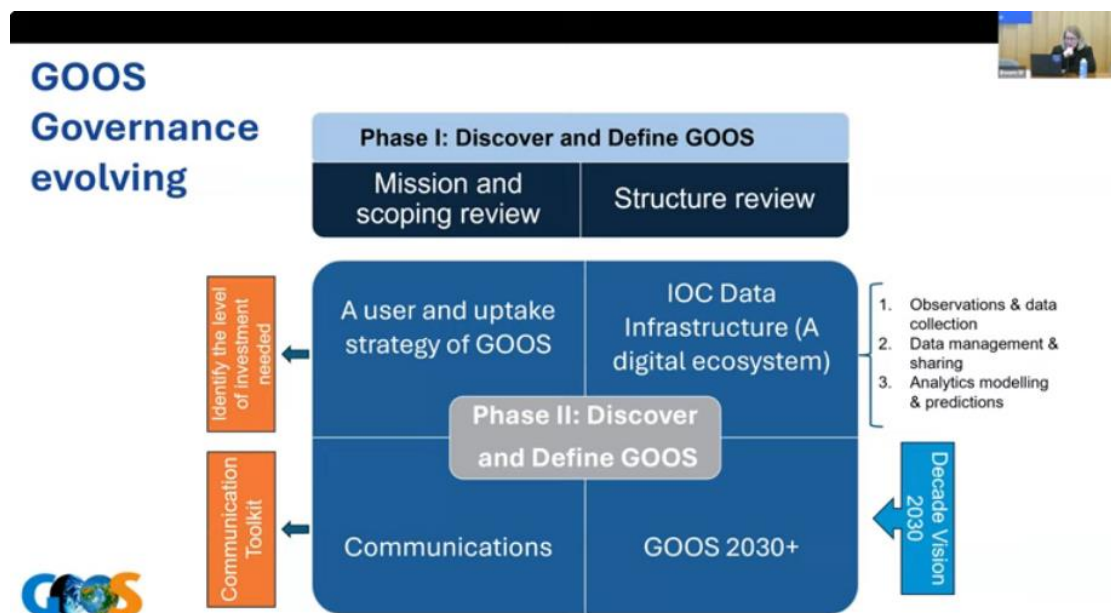 GOOS
Governance
evolving
Phase I: Discover and Define GOOS
Mission and
scoping review
Structure review
Identify the level
of investment
needed
A user and uptake
strategy of GOOS
IOC Data
Infrastructure (A
digital ecosystem)
1. Observations & data
collection
2. Data management &
sharing
3. Analytics modelling
& predictions
Phase II: Discover
and Define GOOS
Communication
Toolkit
Communications
GOOS 2030+
Decade Vision
2030
GOOS